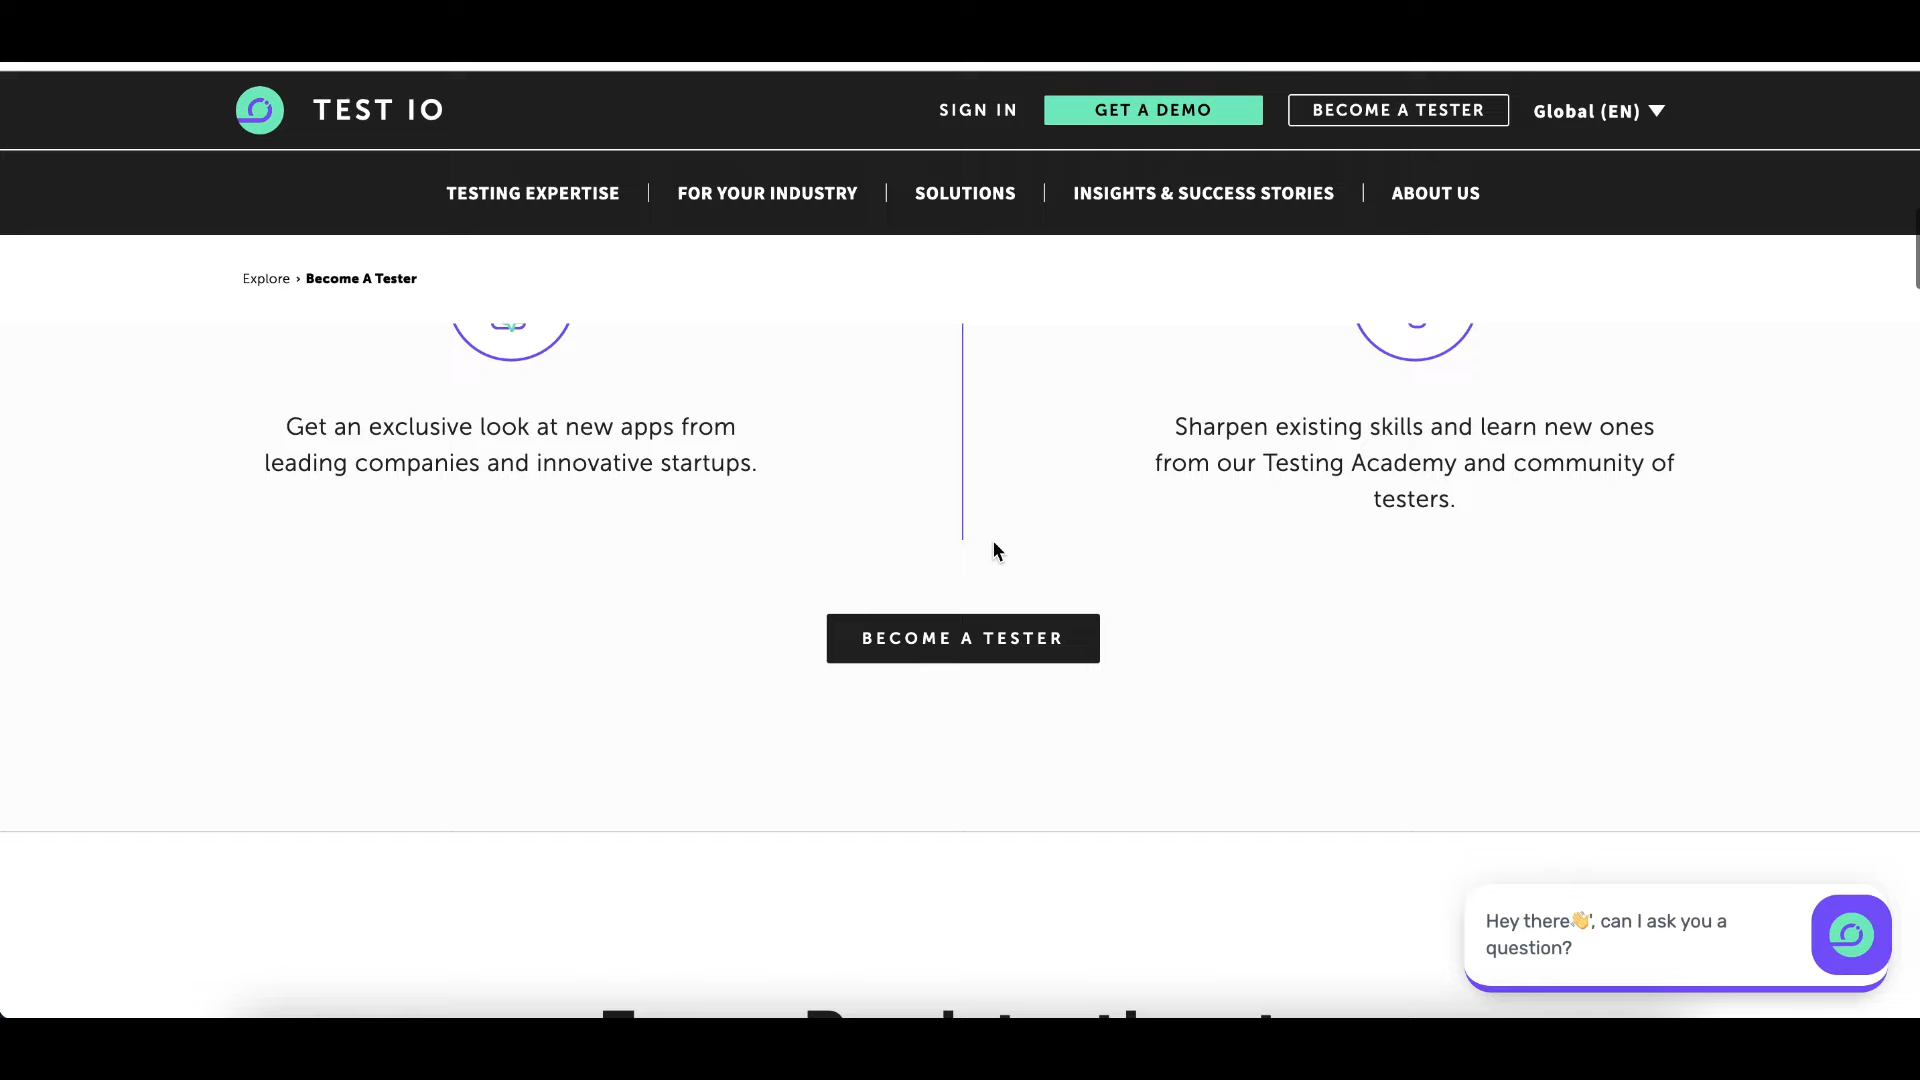 TEST IO
SIGN IN
GET A DEMO
BECOME A TESTER
Global (EN)
TESTING EXPERTISE
FOR YOUR INDUSTRY
SOLUTIONS
INSIGHTS & SUCCESS STORIES
ABOUT US
Explore › Become A Tester
Get an exclusive look at new apps from
leading companies and innovative startups.
Sharpen existing skills and learn new ones
from our Testing Academy and community of
testers.
BECOME A TESTER
Hey there👋', can I ask you a
question?